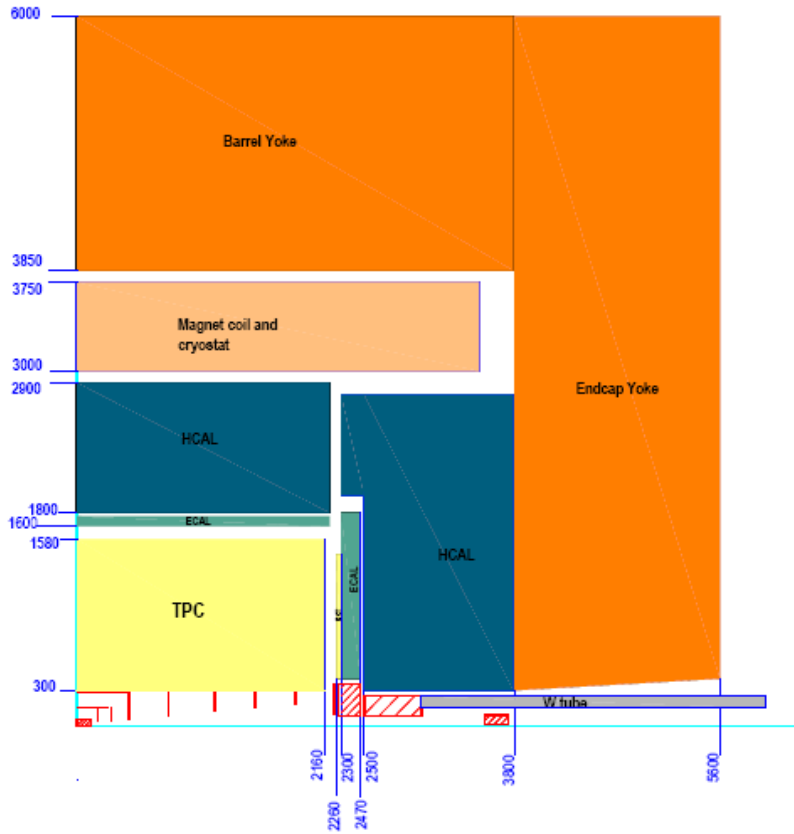 6000
Barrel Yoke
3850
3750
Magnet coil and
cryostat
3000
2900
Endcap Yoke
HCAL
1800
ECAL
1600
1580
HCAL
ECAL
TPC
300
W tube
2160
2260
2300
2470
2500
3800
5600